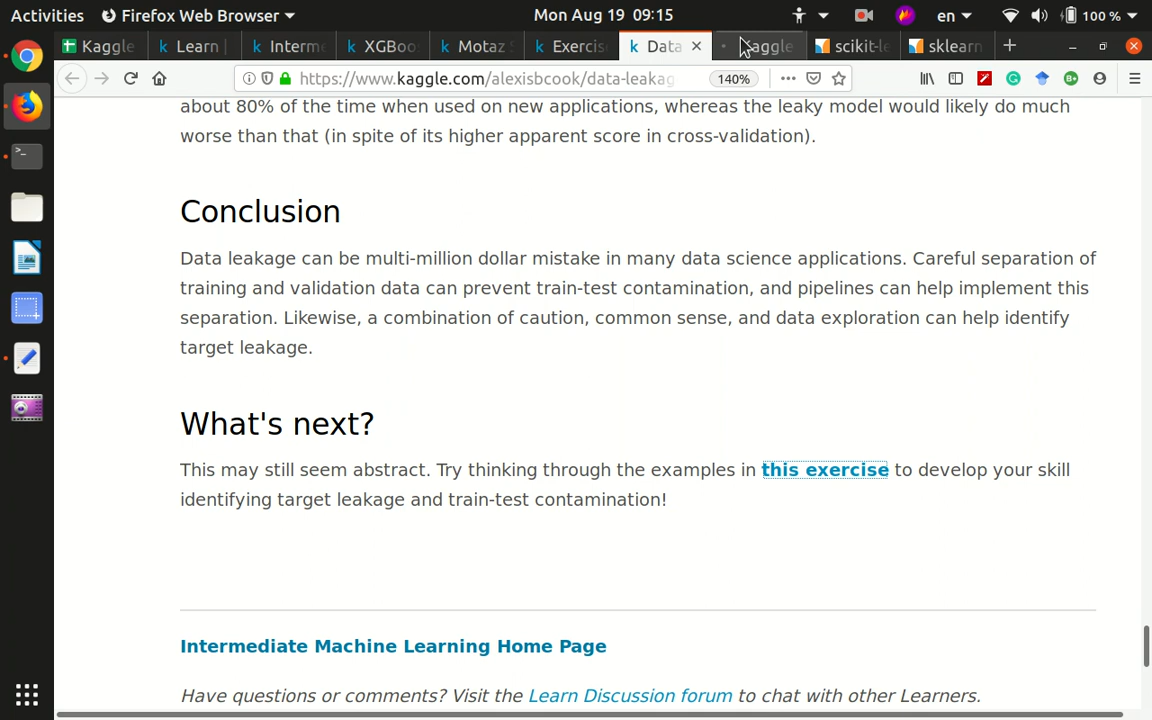 Activities Firefox Web Browser Mon Aug 19 09:15 en 100 %
Kaggle Learn Interme XGBoo Motaz Exercis Data Kaggle scikit-le sklearn
https://www.kaggle.com/alexisbcook/data-leakag 140%
about 80% of the time when used on new applications, whereas the leaky model would likely do much
worse than that (in spite of its higher apparent score in cross-validation).
Conclusion
Data leakage can be multi-million dollar mistake in many data science applications. Careful separation of
training and validation data can prevent train-test contamination, and pipelines can help implement this
separation. Likewise, a combination of caution, common sense, and data exploration can help identify
target leakage.
What's next?
This may still seem abstract. Try thinking through the examples in this exercise to develop your skill
identifying target leakage and train-test contamination!
Intermediate Machine Learning Home Page
Have questions or comments? Visit the Learn Discussion forum to chat with other Learners.